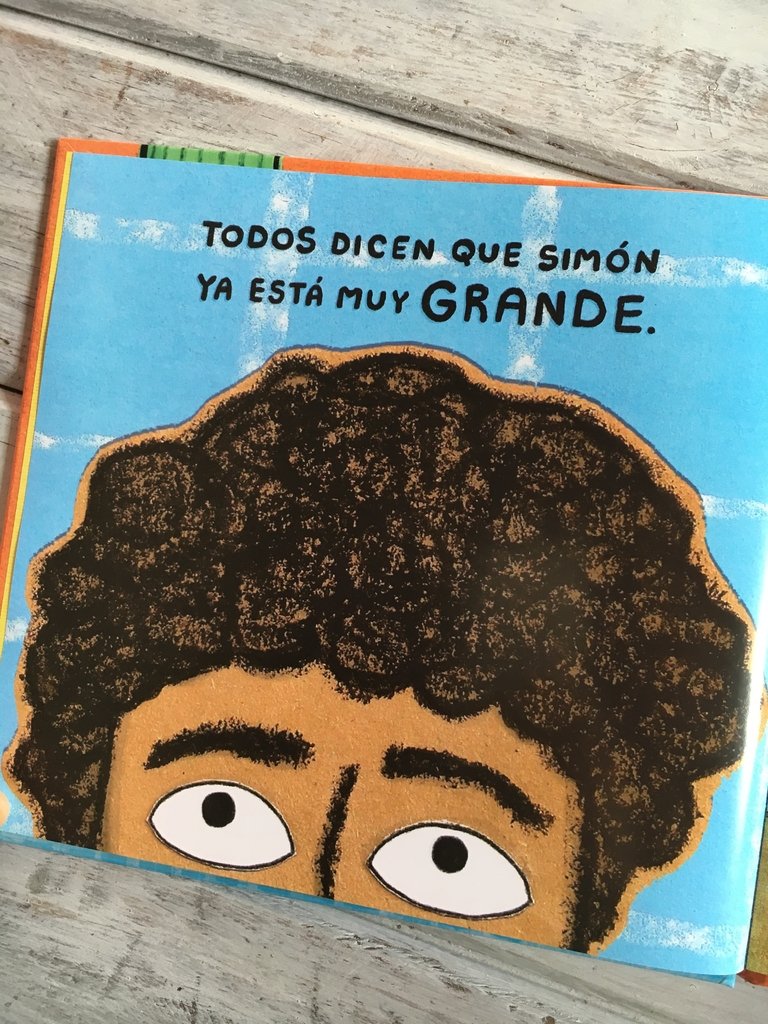 TODOS DICEN QUE SIMÓN
YA ESTÁ MUY GRANDE.